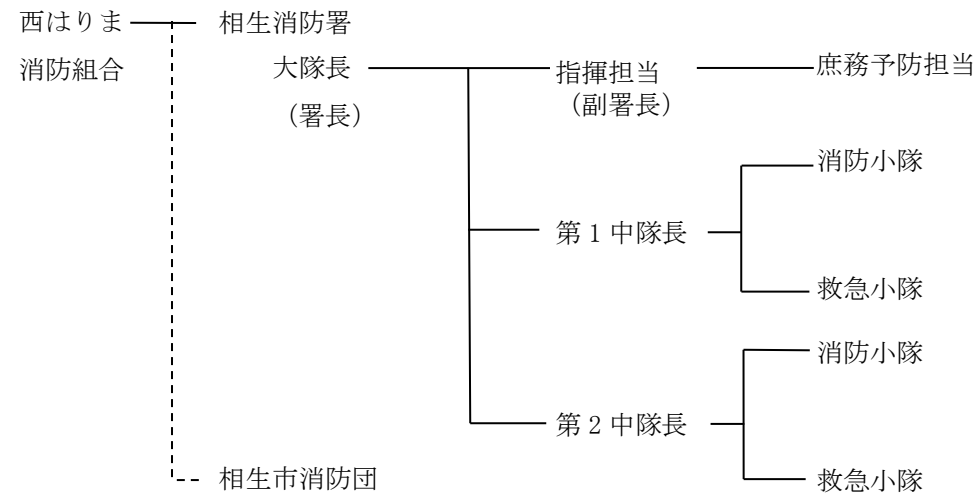 西はりま
消防組合
相生消防署
大隊長
（署長）
指揮担当
（副署長）
庶務予防担当
第１中隊長
消防小隊
救急小隊
第２中隊長
消防小隊
救急小隊
相生市消防団